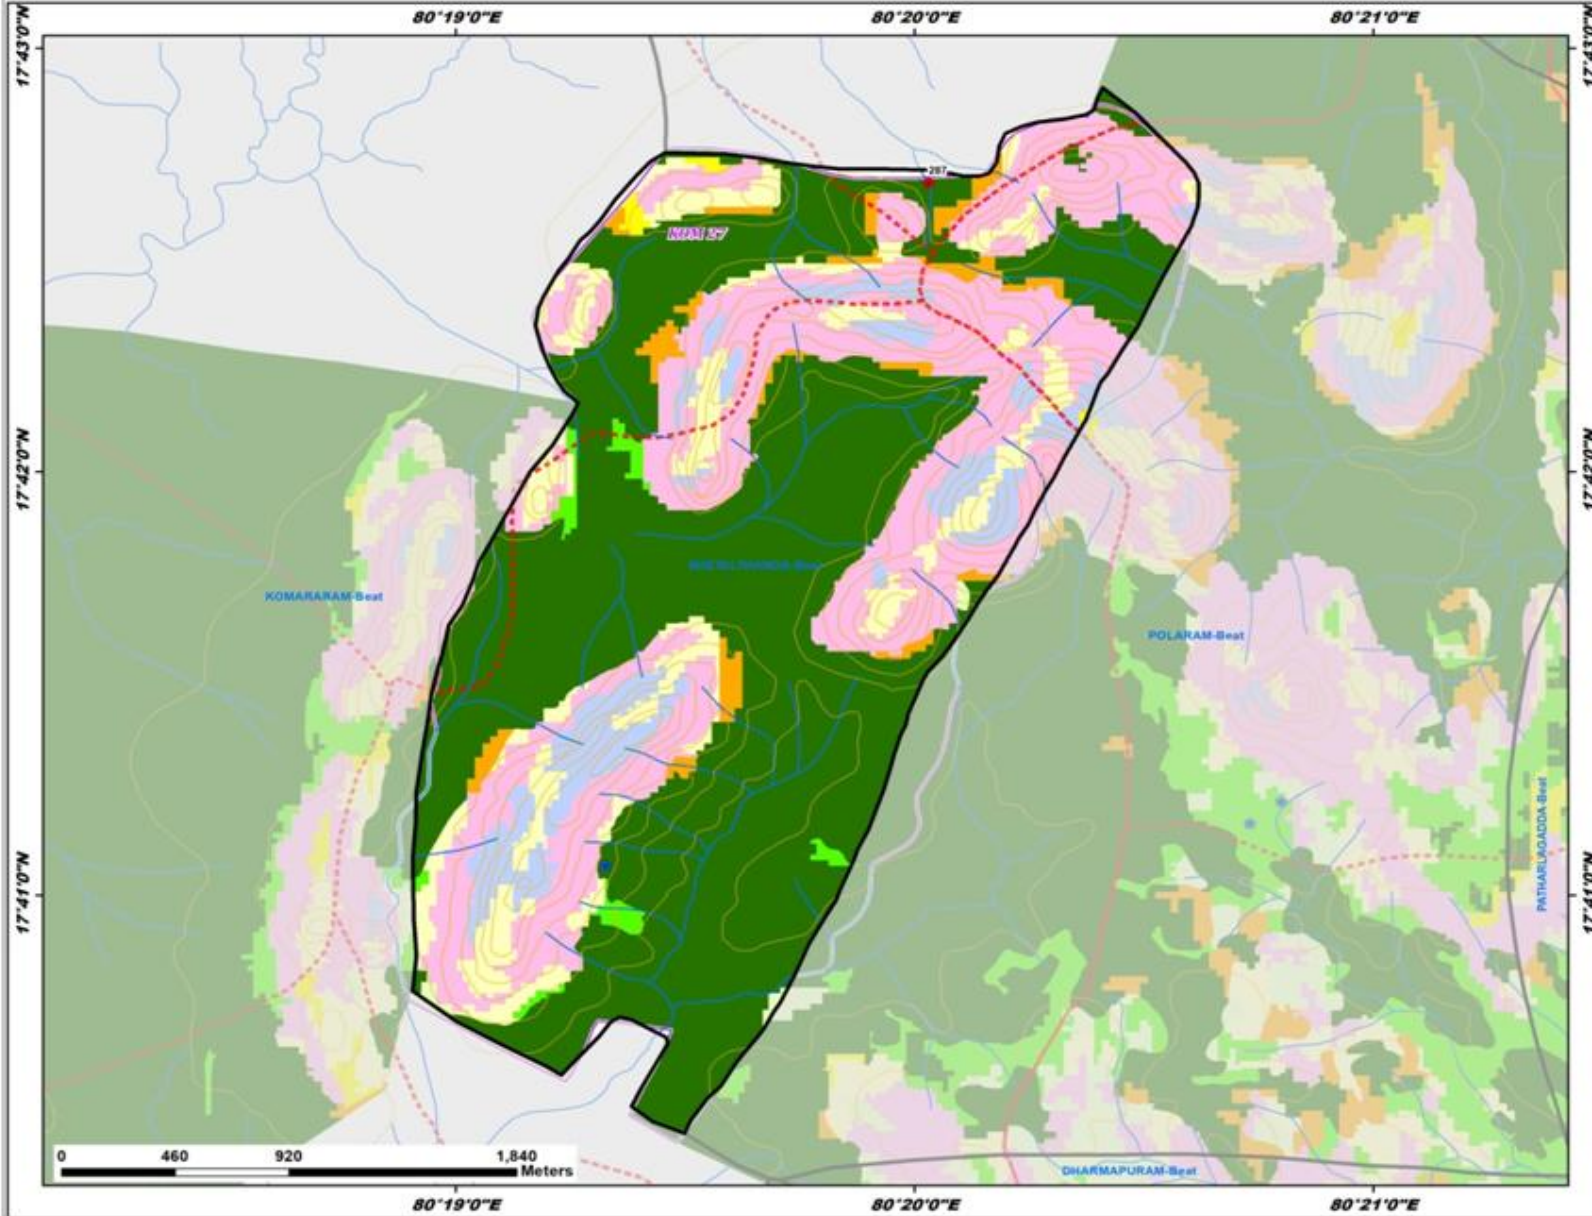 80°19'0"E
80°20'0"E
80°21'0"E
17°43'0"N
17°43'0"N
287
KOM 27
17°42'0"N
17°42'0"N
KOMARARAM-Beat
POLARAM-Beat
PATHARLAGADDA-Beat
17°41'0"N
17°41'0"N
0 460 920 1,840
Meters
DHARMAPURAM-Beat
80°19'0"E
80°20'0"E
80°21'0"E